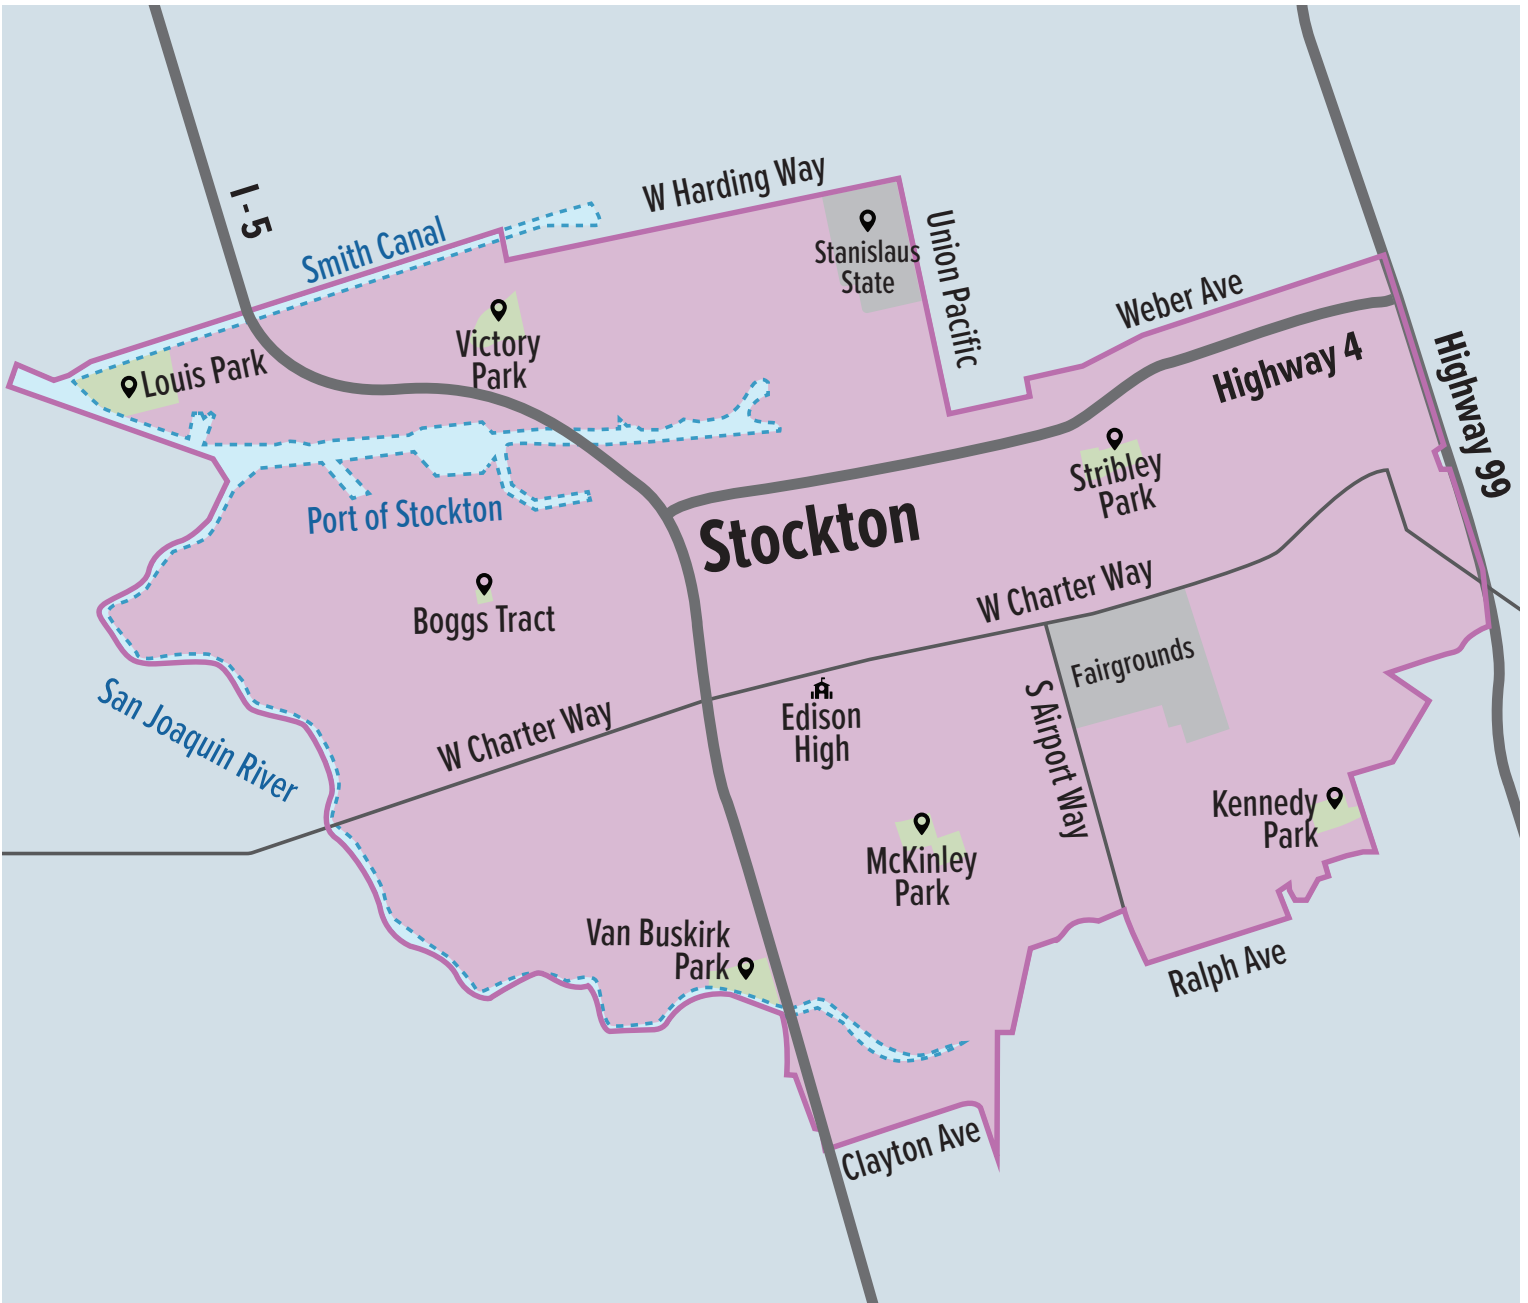 I-5
Smith Canal
W Harding Way
Stanislaus
State
Union Pacific
Weber Ave
Highway 4
Highway 99
Louis Park
Victory
Park
Port of Stockton
Stockton
Stribley
Park
Boggs Tract
W Charter Way
Fairgrounds
San Joaquin River
W Charter Way
Edison
High
S Airport Way
Kennedy
Park
McKinley
Park
Van Buskirk
Park
Ralph Ave
Clayton Ave